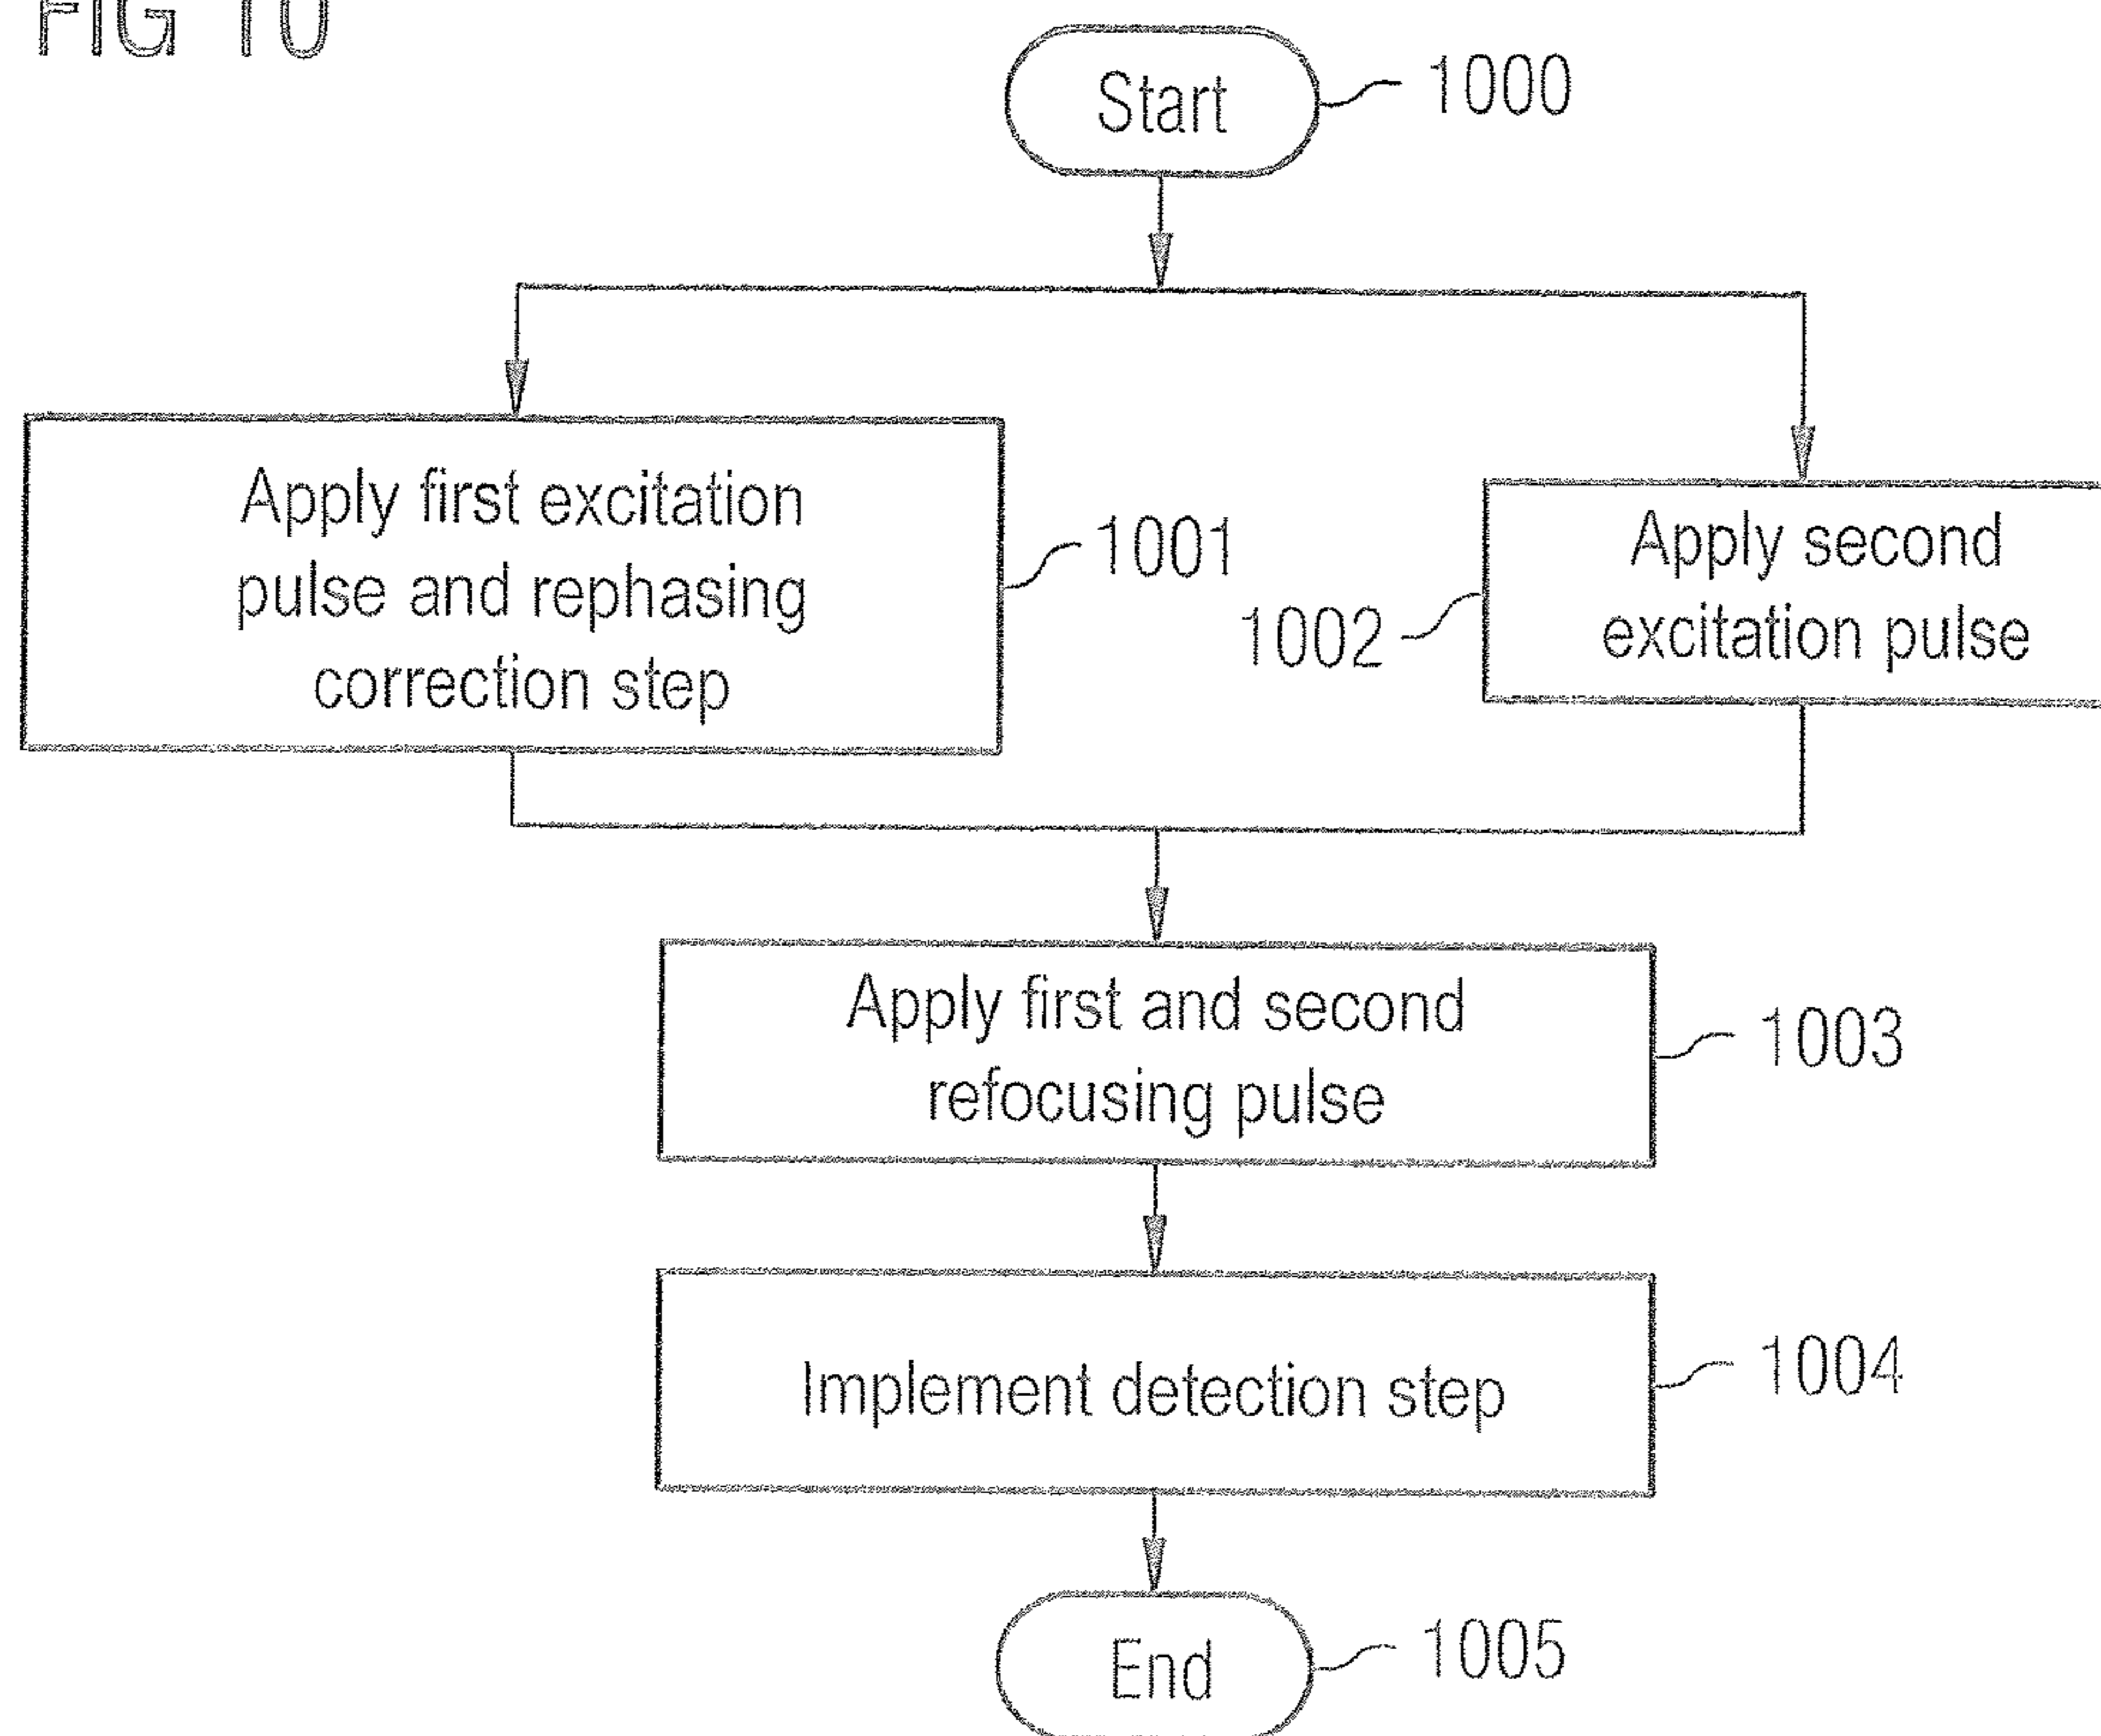 FIG 10
Start
1000
Apply first excitation
pulse and rephasing
correction step
1001
1002
Apply second
excitation pulse
Apply first and second
refocusing pulse
1003
Implement detection step
1004
End
1005